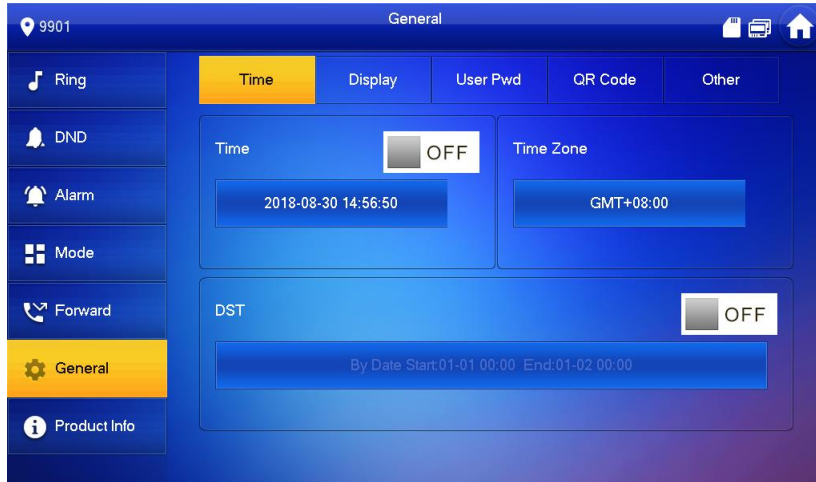 9901
General
Ring
DND
Alarm
Mode
Forward
General
Product Info
Time Display User Pwd QR Code Other
Time OFF
2018-08-30 14:56:50
Time Zone
GMT+08:00
DST OFF
By Date Start:01-01 00:00 End:01-02 00:00